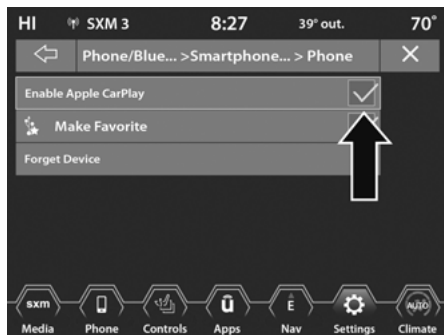 HI SXM 3 8:27 39° out. 70°
Phone/Blue... >Smartphone... > Phone
Enable Apple CarPlay
Make Favorite
Forget Device
sxm ū E AUTO
Media Phone Controls Apps Nav Settings Climate